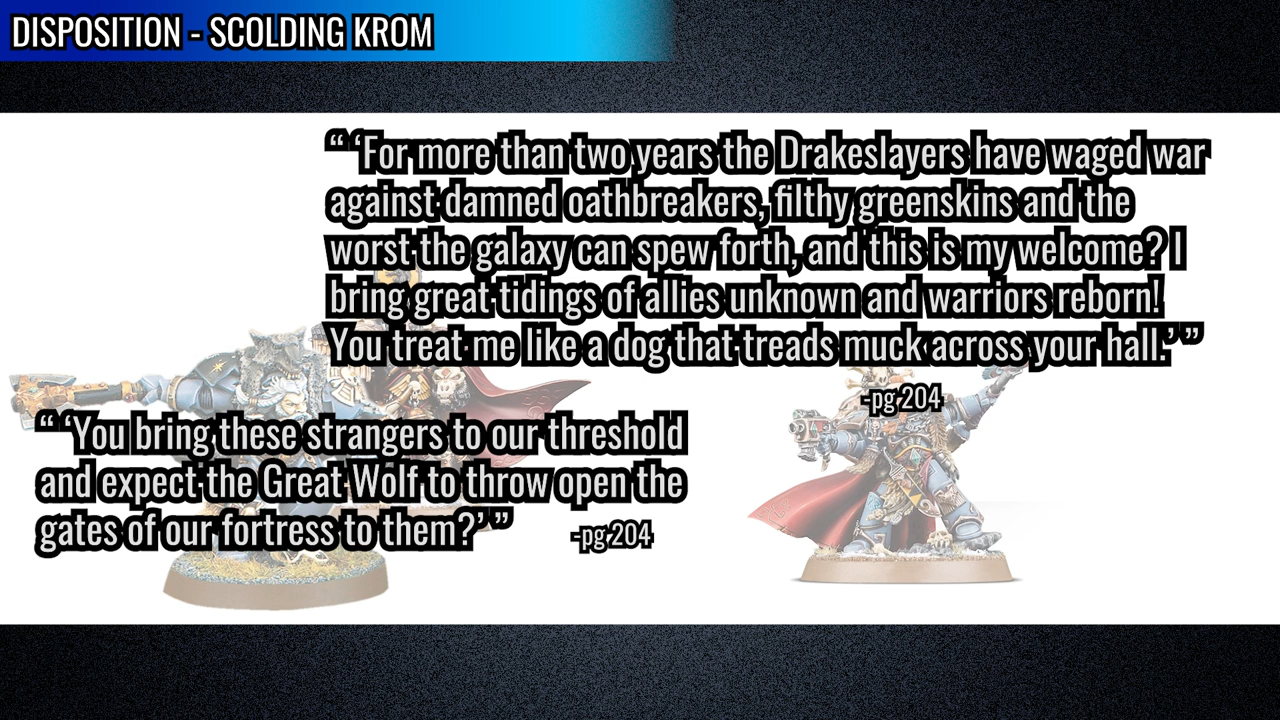 DISPOSITION - SCOLDING KROM
“ ‘For more than two years the Drakeslayers have waged war
against damned oathbreakers, filthy greenskins and the
worst the galaxy can spew forth, and this is my welcome? I
bring great tidings of allies unknown and warriors reborn!
You treat me like a dog that treads muck across your hall.’ ”
-pg 204
“ ‘You bring these strangers to our threshold
and expect the Great Wolf to throw open the
gates of our fortress to them?’ ”
-pg 204